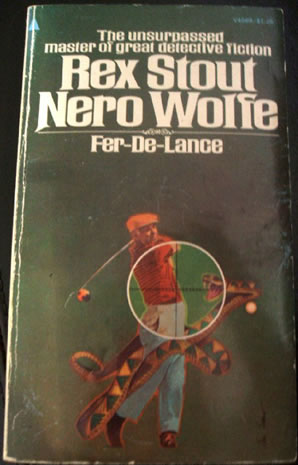 The unsurpassed
master of great detective fiction
Rex Stout
Nero Wolfe
Fer-De-Lance